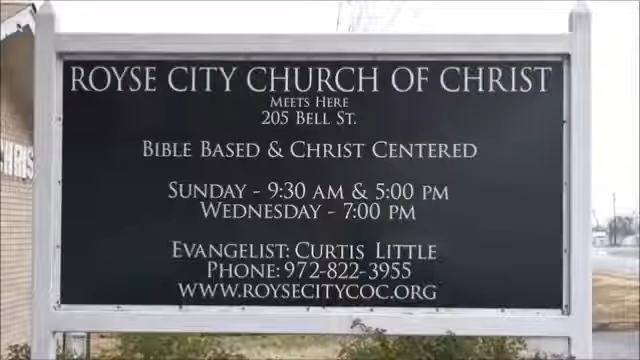 ROYSE CITY CHURCH OF CHRIST
MEETS HERE
205 BELL ST.
BIBLE BASED & CHRIST CENTERED
SUNDAY - 9:30 AM & 5:00 PM
WEDNESDAY - 7:00 PM
EVANGELIST: CURTIS LITTLE
PHONE: 972-822-3955
WWW.ROYSECITYCOC.ORG